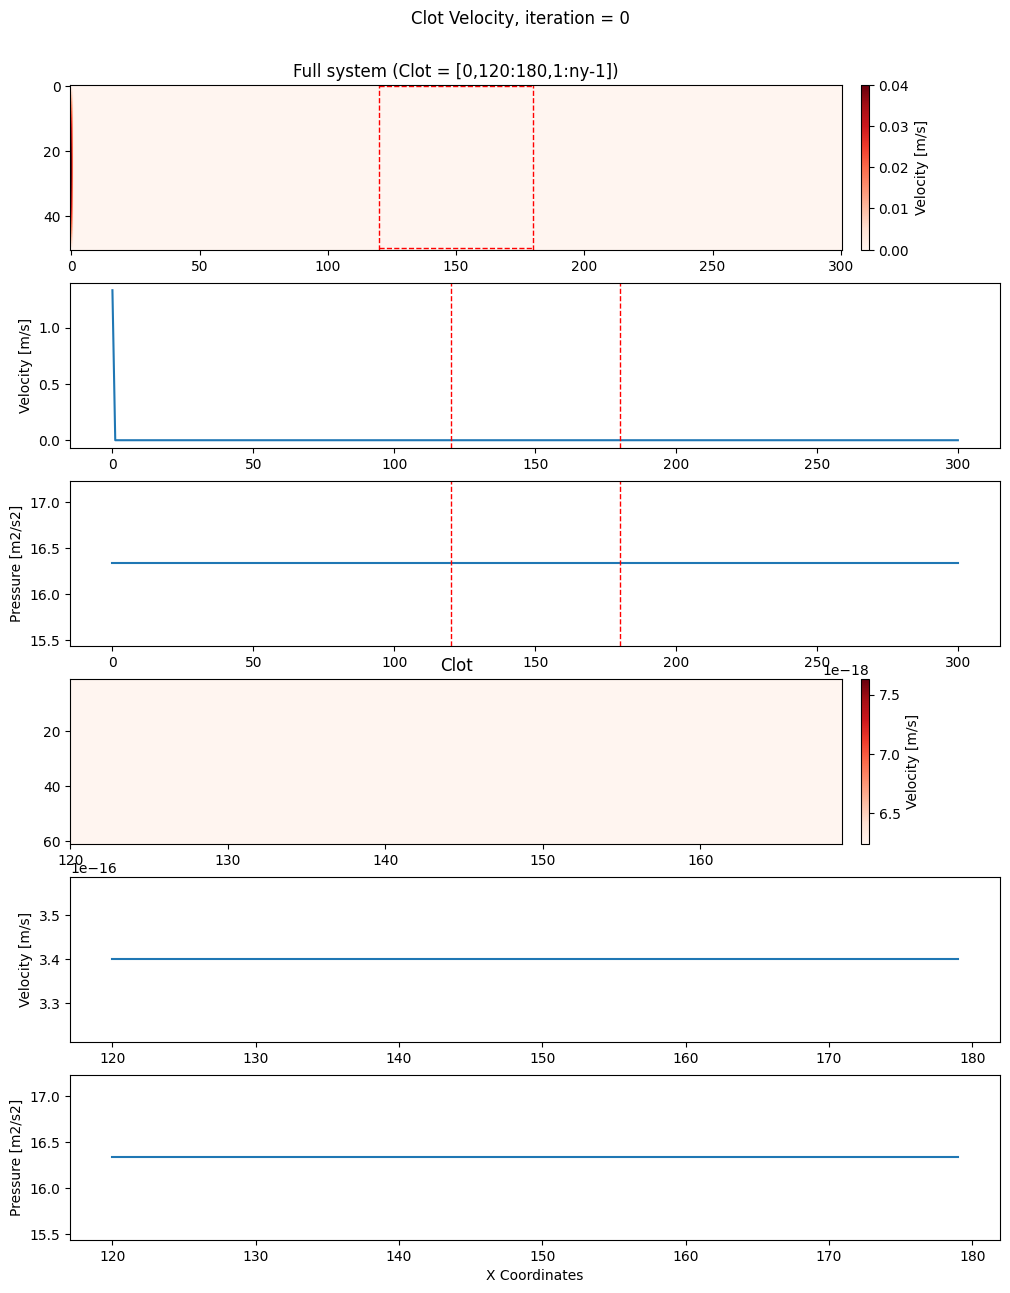 Clot Velocity, iteration = 0
Full system (Clot = [0,120:180,1:ny-1])
0
20
40
0 50 100 150 200 250 300
0.04
0.03
0.02
0.01
0.00
Velocity [m/s]
Velocity [m/s]
1.0
0.5
0.0
0 50 100 150 200 250 300
Pressure [m2/s2]
17.0
16.5
16.0
15.5
0 50 100 150 200 250 300
Clot
1e−18
20
40
60
120 130 140 150 160
7.5
7.0
6.5
Velocity [m/s]
1e−16
Velocity [m/s]
3.5
3.4
3.3
120 130 140 150 160 170 180
Pressure [m2/s2]
17.0
16.5
16.0
15.5
120 130 140 150 160 170 180
X Coordinates